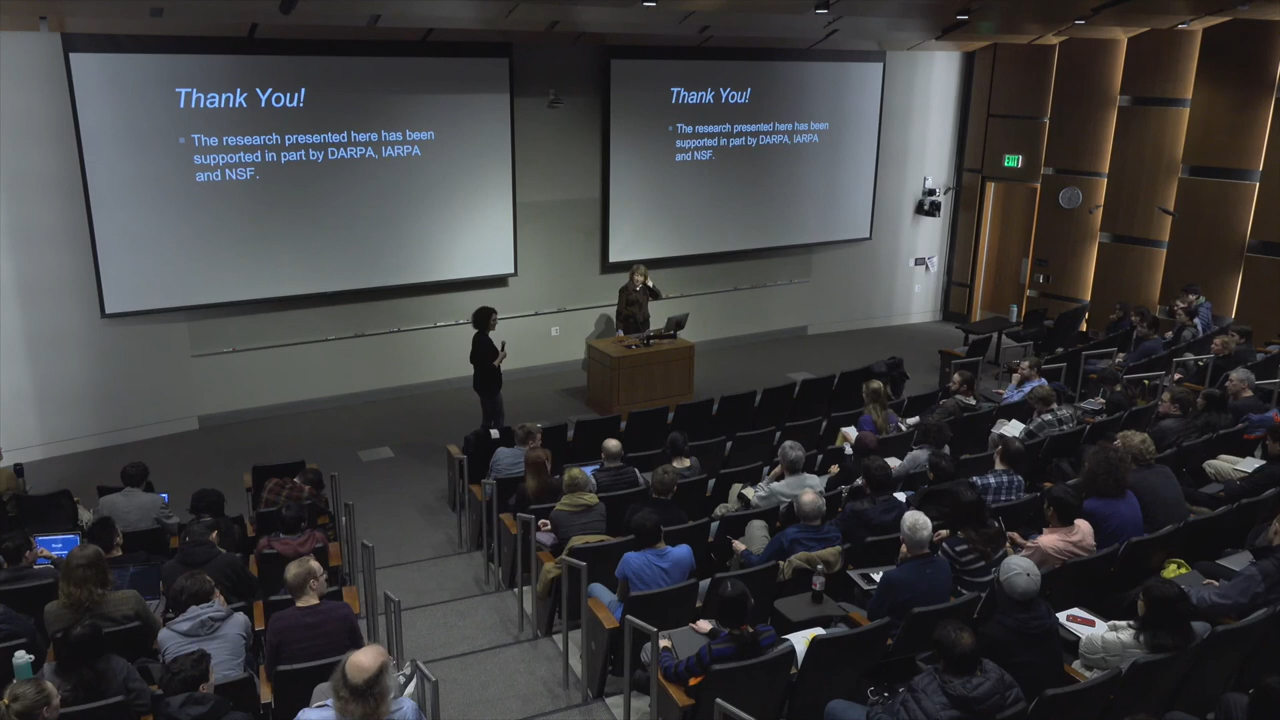 Thank You!
The research presented here has been
supported in part by DARPA, IARPA
and NSF.
Thank You!
The research presented here has been
supported in part by DARPA, IARPA
and NSF.
EXIT